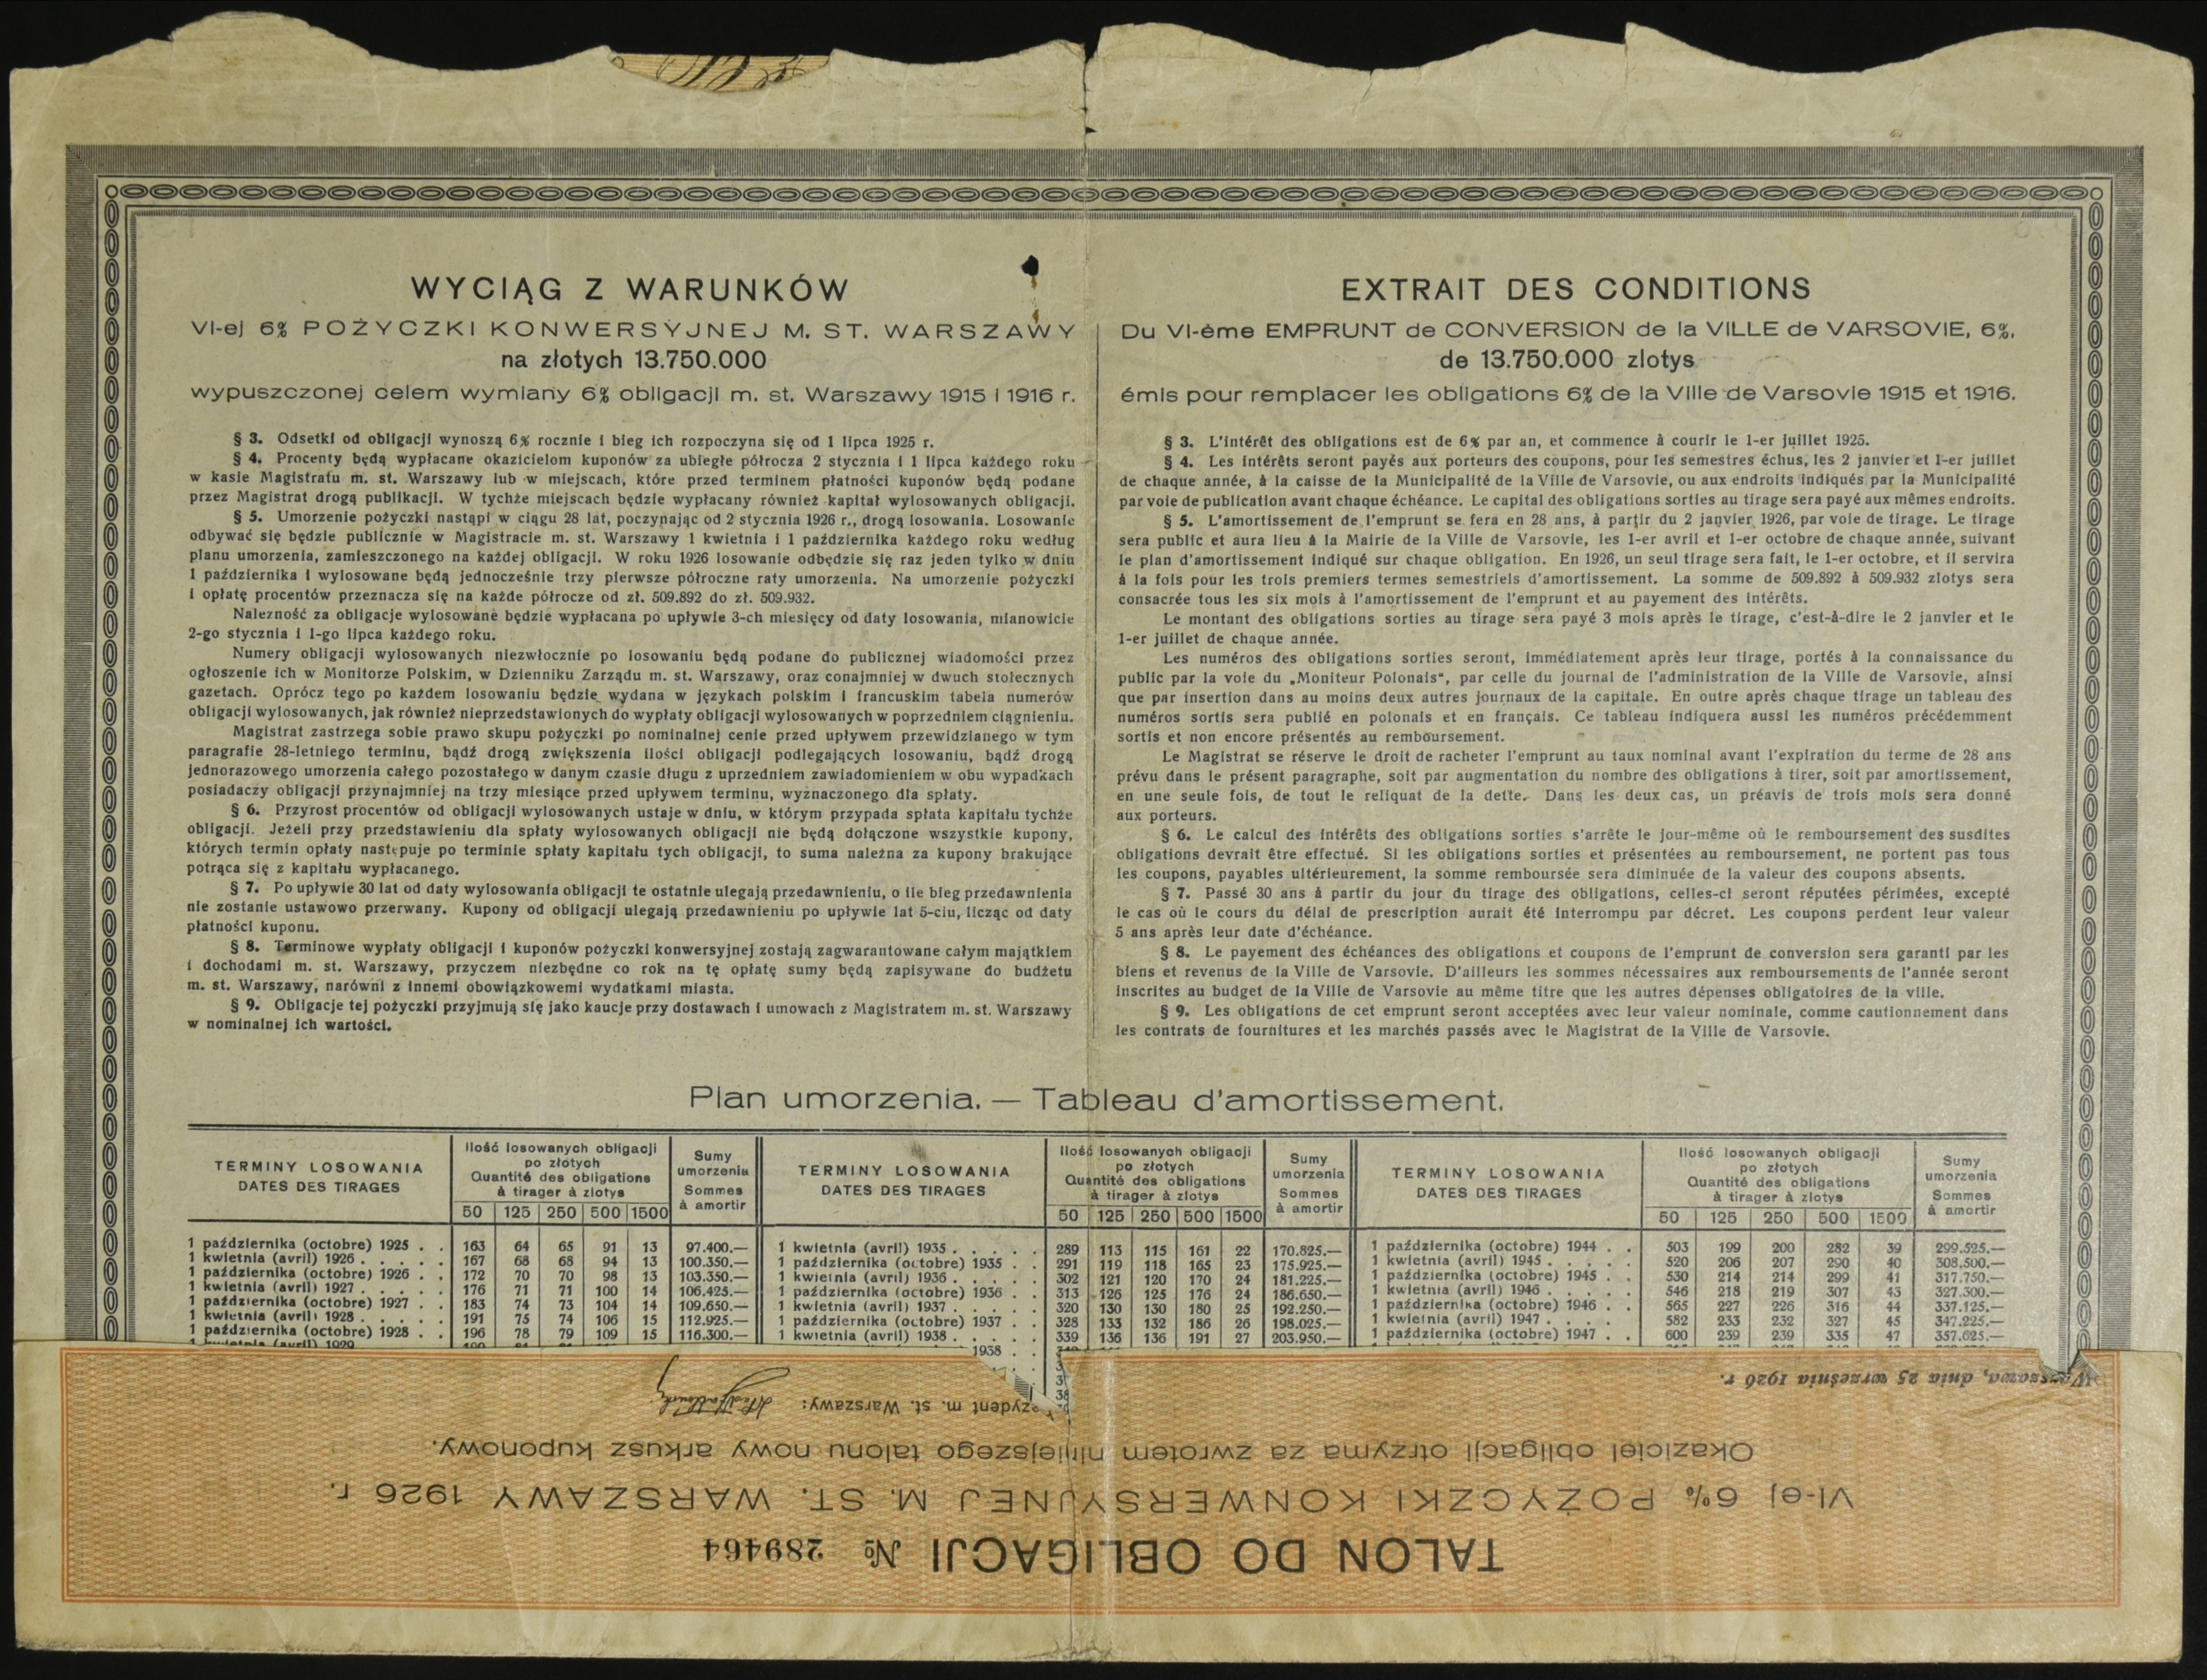 WYCIĄG Z WARUNKÓW
VI-ej 6% POŻYCZKI KONWERSYJNEJ M. ST. WARSZAWY
na złotych 13.750.000
wypuszczonej celem wymiany 6% obligacji m. st. Warszawy 1915 i 1916 r.
§ 3. Odsetki od obligacji wynoszą 6% rocznie i bieg ich rozpoczyna się od 1 lipca 1925 r.
§ 4. Procenty będą wypłacane okazicielom kuponów za ubiegłe półrocza 2 stycznia i 1 lipca każdego roku
w kasie Magistratu m. st. Warszawy lub w miejscach, które przed terminem płatności kuponów będą podane
przez Magistrat drogą publikacji. W tychże miejscach będzie wypłacany również kapitał wylosowanych obligacji.
§ 5. Umorzenie pożyczki nastąpi w ciągu 28 lat, poczynając od 2 stycznia 1926 r., drogą losowania. Losowanie
odbywać się będzie publicznie w Magistracie m. st. Warszawy 1 kwietnia i 1 października każdego roku według
planu umorzenia, zamieszczonego na każdej obligacji. W roku 1926 losowanie odbędzie się raz jeden tylko w dniu
1 października i wylosowane będą jednocześnie trzy pierwsze półroczne raty umorzenia. Na umorzenie pożyczki
i opłatę procentów przeznacza się na każde półrocze od zł. 509.892 do zł. 509.932.
Należność za obligacje wylosowane będzie wypłacana po upływie 3-ch miesięcy od daty losowania, mianowicie
2-go stycznia i 1-go lipca każdego roku.
Numery obligacji wylosowanych niezwłocznie po losowaniu będą podane do publicznej wiadomości przez
ogłoszenie ich w Monitorze Polskim, w Dzienniku Zarządu m. st. Warszawy, oraz conajmniej w dwuch stołecznych
gazetach. Oprócz tego po każdem losowaniu będzie wydana w językach polskim i francuskim tabela numerów
obligacji wylosowanych, jak również nieprzedstawionych do wypłaty obligacji wylosowanych w poprzedniem ciągnieniu.
Magistrat zastrzega sobie prawo skupu pożyczki po nominalnej cenie przed upływem przewidzianego w tym
paragrafie 28-letniego terminu, bądź drogą zwiększenia ilości obligacji podlegających losowaniu, bądź drogą
jednorazowego umorzenia całego pozostałego w danym czasie długu z uprzedniem zawiadomieniem w obu wypadkach
posiadaczy obligacji przynajmniej na trzy miesiące przed upływem terminu, wyznaczonego dla spłaty.
§ 6. Przyrost procentów od obligacji wylosowanych ustaje w dniu, w którym przypada spłata kapitału tychże
obligacji. Jeżeli przy przedstawieniu dla spłaty wylosowanych obligacji nie będą dołączone wszystkie kupony,
których termin opłaty następuje po terminie spłaty kapitału tych obligacji, to suma należna za kupony brakujące
potrąca się z kapitału wypłacanego.
§ 7. Po upływie 30 lat od daty wylosowania obligacji te ostatnie ulegają przedawnieniu, o ile bieg przedawnienia
nie zostanie ustawowo przerwany. Kupony od obligacji ulegają przedawnieniu po upływie lat 5-ciu, licząc od daty
płatności kuponu.
§ 8. Terminowe wypłaty obligacji i kuponów pożyczki konwersyjnej zostają zagwarantowane całym majątkiem
i dochodami m. st. Warszawy, przyczem niezbędne co rok na tę opłatę sumy będą zapisywane do budżetu
m. st. Warszawy, narówni z innemi obowiązkowemi wydatkami miasta.
§ 9. Obligacje tej pożyczki przyjmują się jako kaucje przy dostawach i umowach z Magistratem m. st. Warszawy
w nominalnej ich wartości.
EXTRAIT DES CONDITIONS
Du VI-ème EMPRUNT de CONVERSION de la VILLE de VARSOVIE, 6%,
de 13.750.000 zlotys
émis pour remplacer les obligations 6% de la Ville de Varsovie 1915 et 1916.
§ 3. L'intérêt des obligations est de 6% par an, et commence à courir le 1-er juillet 1925.
§ 4. Les intérêts seront payés aux porteurs des coupons, pour les semestres échus, les 2 janvier et 1-er juillet
de chaque année, à la caisse de la Municipalité de la Ville de Varsovie, ou aux endroits indiqués par la Municipalité
par voie de publication avant chaque échéance. Le capital des obligations sorties au tirage sera payé aux mêmes endroits.
§ 5. L'amortissement de l'emprunt se fera en 28 ans, à partir du 2 janvier 1926, par voie de tirage. Le tirage
sera public et aura lieu à la Mairie de la Ville de Varsovie, les 1-er avril et 1-er octobre de chaque année, suivant
le plan d'amortissement indiqué sur chaque obligation. En 1926, un seul tirage sera fait, le 1-er octobre, et il servira
à la fois pour les trois premiers termes semestriels d'amortissement. La somme de 509.892 à 509.932 zlotys sera
consacrée tous les six mois à l'amortissement de l'emprunt et au payement des intérêts.
Le montant des obligations sorties au tirage sera payé 3 mois après le tirage, c'est-à-dire le 2 janvier et le
1-er juillet de chaque année.
Les numéros des obligations sorties seront, immédiatement après leur tirage, portés à la connaissance du
public par la voie du „Moniteur Polonais“, par celle du journal de l'administration de la Ville de Varsovie, ainsi
que par insertion dans au moins deux autres journaux de la capitale. En outre après chaque tirage un tableau des
numéros sortis sera publié en polonais et en français. Ce tableau indiquera aussi les numéros précédemment
sortis et non encore présentés au remboursement.
Le Magistrat se réserve le droit de racheter l'emprunt au taux nominal avant l'expiration du terme de 28 ans
prévu dans le présent paragraphe, soit par augmentation du nombre des obligations à tirer, soit par amortissement,
en une seule fois, de tout le reliquat de la dette. Dans les deux cas, un préavis de trois mois sera donné
aux porteurs.
§ 6. Le calcul des intérêts des obligations sorties s'arrête le jour-même où le remboursement des susdites
obligations devrait être effectué. Si les obligations sorties et présentées au remboursement, ne portent pas tous
les coupons, payables ultérieurement, la somme remboursée sera diminuée de la valeur des coupons absents.
§ 7. Passé 30 ans à partir du jour du tirage des obligations, celles-ci seront réputées périmées, excepté
le cas où le cours du délai de prescription aurait été interrompu par décret. Les coupons perdent leur valeur
5 ans après leur date d'échéance.
§ 8. Le payement des échéances des obligations et coupons de l'emprunt de conversion sera garanti par les
biens et revenus de la Ville de Varsovie. D'ailleurs les sommes nécessaires aux remboursements de l'année seront
inscrites au budget de la Ville de Varsovie au même titre que les autres dépenses obligatoires de la ville.
§ 9. Les obligations de cet emprunt seront acceptées avec leur valeur nominale, comme cautionnement dans
les contrats de fournitures et les marchés passés avec le Magistrat de la Ville de Varsovie.
Plan umorzenia. — Tableau d'amortissement.
TERMINY LOSOWANIA
DATES DES TIRAGES
Ilość losowanych obligacji
po złotych
Quantité des obligations
à tirager à zlotys
50 125 250 500 1500
Sumy
umorzenia
Sommes
à amortir
1 października (octobre) 1925 . . 163 64 65 91 13 97.400.—
1 kwietnia (avril) 1926 . . . . . 167 68 68 94 13 100.350.—
1 października (octobre) 1926 . . 172 70 70 98 13 103.350.—
1 kwietnia (avril) 1927 . . . . . 176 71 71 100 14 106.425.—
1 października (octobre) 1927 . . 183 74 73 104 14 109.650.—
1 kwietnia (avril) 1928 . . . . . 191 75 74 106 15 112.925.—
1 października (octobre) 1928 . . 196 78 79 109 15 116.300.—
1 kwietnia (avril) 1929
TERMINY LOSOWANIA
DATES DES TIRAGES
Ilość losowanych obligacji
po złotych
Quantité des obligations
à tirager à zlotys
50 125 250 500 1500
Sumy
umorzenia
Sommes
à amortir
1 kwietnia (avril) 1935 . . . . . 289 113 115 161 22 170.825.—
1 października (octobre) 1935 . . 291 119 118 165 23 175.925.—
1 kwietnia (avril) 1936 . . . . . 302 121 120 170 24 181.225.—
1 października (octobre) 1936 . . 313 126 125 176 24 186.650.—
1 kwietnia (avril) 1937 . . . . . 320 130 130 180 25 192.250.—
1 października (octobre) 1937 . . 328 133 132 186 26 198.025.—
1 kwietnia (avril) 1938 . . . . . 339 136 136 191 27 203.950.—
1938 . .
TERMINY LOSOWANIA
DATES DES TIRAGES
Ilość losowanych obligacji
po złotych
Quantité des obligations
à tirager à zlotys
50 125 250 500 1500
Sumy
umorzenia
Sommes
à amortir
1 października (octobre) 1944 . . 503 199 200 282 39 299.525.—
1 kwietnia (avril) 1945 . . . . . 520 206 207 290 40 308.500.—
1 października (octobre) 1945 . . 530 214 214 299 41 317.750.—
1 kwietnia (avril) 1946 . . . . . 546 218 219 307 43 327.300.—
1 października (octobre) 1946 . . 565 227 226 316 44 337.125.—
1 kwietnia (avril) 1947 . . . . 582 233 232 327 45 347.225.—
1 października (octobre) 1947 . . 600 239 239 335 47 357.625.—
TALON DO OBLIGACJI № 289464
VI-ej 6% POŻYCZKI KONWERSYJNEJ M. ST. WARSZAWY 1926 r.
Okaziciel obligacji otrzyma za zwrotem niniejszego talonu nowy arkusz kuponowy.
Warszawa, dnia 25 września 1926 r.
ezydent m. st. Warszawy: